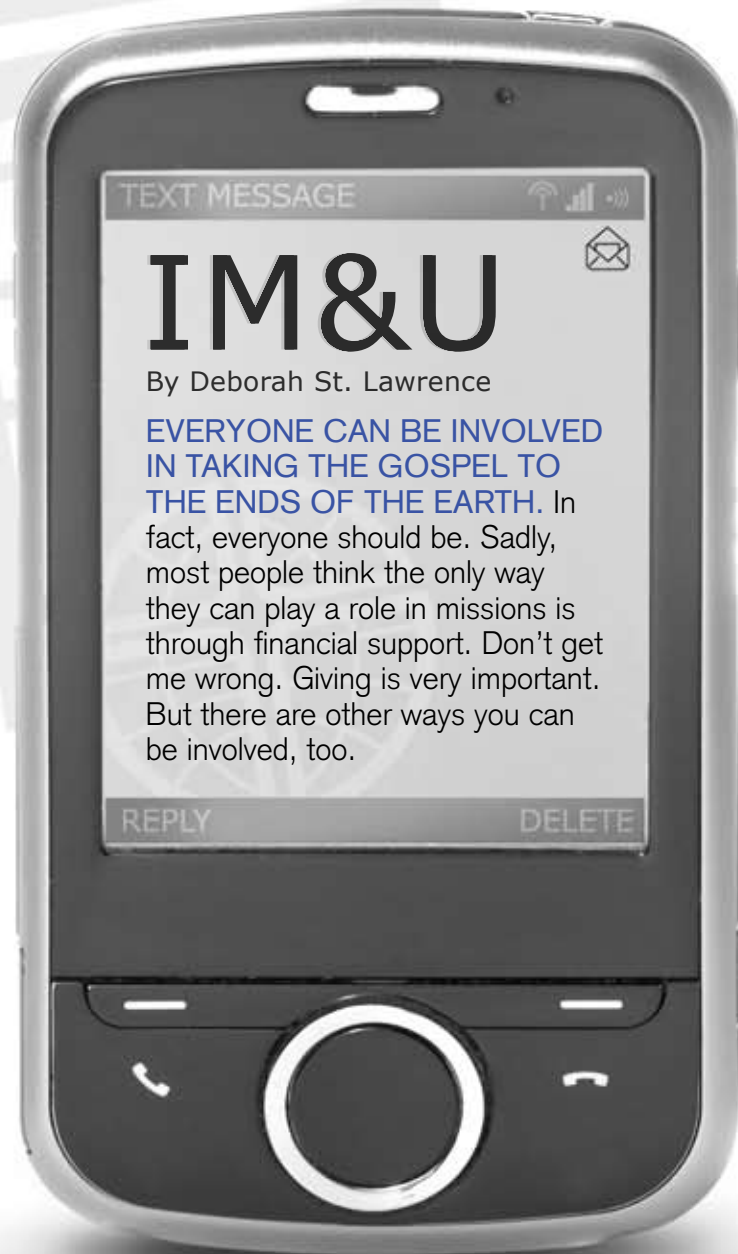 TEXT MESSAGE
IM&U
By Deborah St. Lawrence
EVERYONE CAN BE INVOLVED
IN TAKING THE GOSPEL TO
THE ENDS OF THE EARTH. In
fact, everyone should be. Sadly,
most people think the only way
they can play a role in missions is
through financial support. Don’t get
me wrong. Giving is very important.
But there are other ways you can
be involved, too.
REPLY DELETE